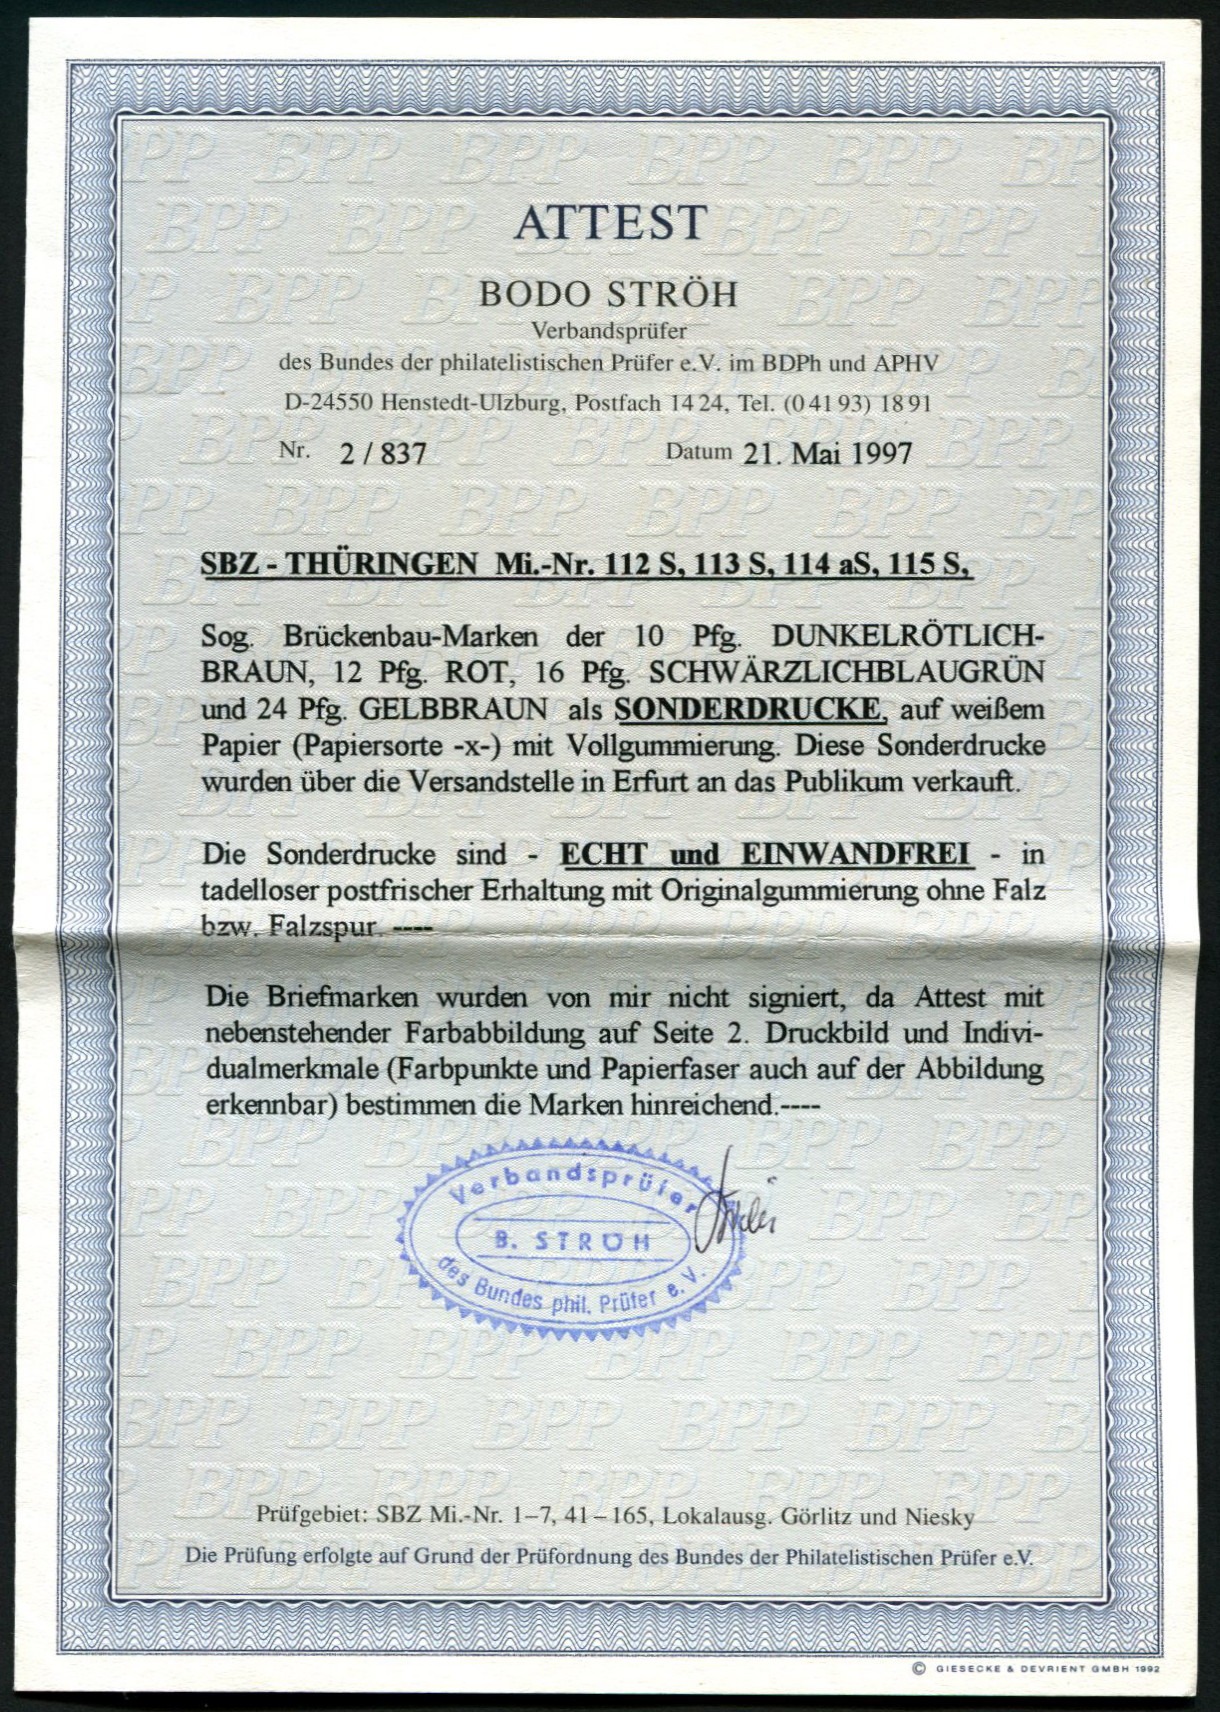 ATTEST
BODO STRÖH
Verbandsprüfer
des Bundes der philatelistischen Prüfer e.V. im BDPh und APHV
D-24550 Henstedt-Ulzburg, Postfach 14 24, Tel. (0 41 93) 18 91
Nr. 2 / 837 Datum 21. Mai 1997
SBZ - THÜRINGEN Mi.-Nr. 112 S, 113 S, 114 aS, 115 S,
Sog. Brückenbau-Marken der 10 Pfg. DUNKELRÖTLICH-
BRAUN, 12 Pfg. ROT, 16 Pfg. SCHWÄRZLICHBLAUGRÜN
und 24 Pfg. GELBBRAUN als SONDERDRUCKE, auf weißem
Papier (Papiersorte -x-) mit Vollgummierung. Diese Sonderdrucke
wurden über die Versandstelle in Erfurt an das Publikum verkauft.
Die Sonderdrucke sind - ECHT und EINWANDFREI - in
tadelloser postfrischer Erhaltung mit Originalgummierung ohne Falz
bzw. Falzspur. ----
Die Briefmarken wurden von mir nicht signiert, da Attest mit
nebenstehender Farbabbildung auf Seite 2. Druckbild und Indivi-
dualmerkmale (Farbpunkte und Papierfaser auch auf der Abbildung
erkennbar) bestimmen die Marken hinreichend.----
Verbandsprüfer
B. STRÖH
des Bundes phil. Prüfer e. V.
Prüfgebiet: SBZ Mi.-Nr. 1–7, 41–165, Lokalausg. Görlitz und Niesky
Die Prüfung erfolgte auf Grund der Prüfordnung des Bundes der Philatelistischen Prüfer e.V.
© GIESECKE & DEVRIENT GMBH 1992